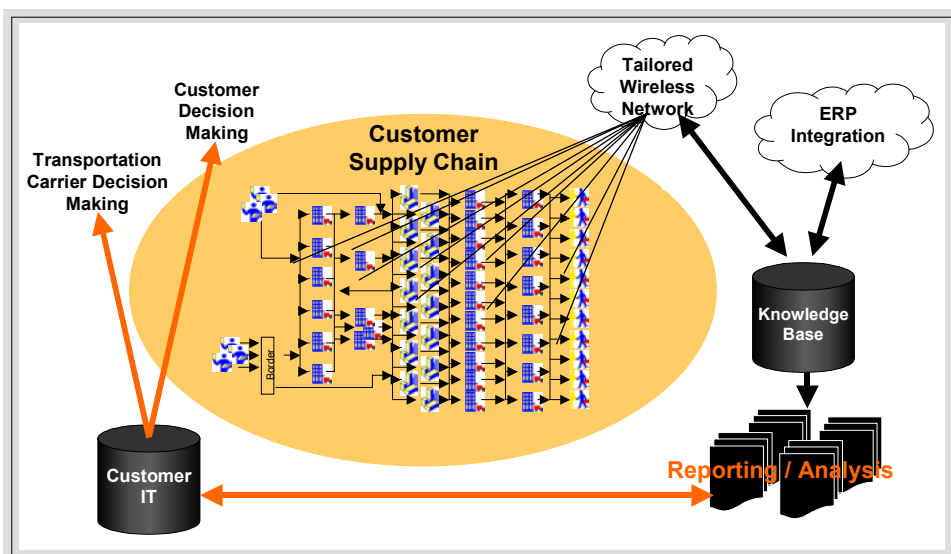 Customer
Decision
Making
Transportation
Carrier Decision
Making
Customer
Supply Chain
Tailored
Wireless
Network
ERP
Integration
Border
Knowledge
Base
Customer
IT
Reporting / Analysis